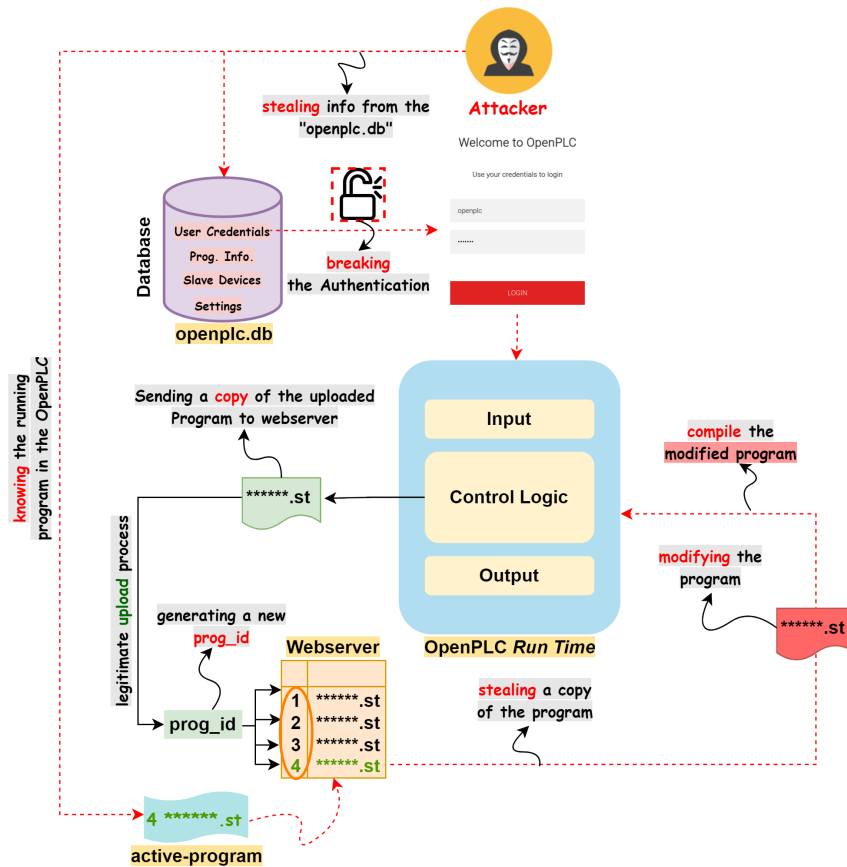 Attacker
stealing info from the
"openplc.db"
Welcome to OpenPLC
Use your credentials to login
openplc
•••••••
LOGIN
Database
User Credentials
Prog. Info.
Slave Devices
Settings
openplc.db
breaking
the Authentication
knowing the running
program in the OpenPLC
Sending a copy of the uploaded
Program to webserver
******.st
legitimate upload process
Input
Control Logic
Output
OpenPLC Run Time
compile the
modified program
modifying the
program
******.st
generating a new
prog_id
prog_id
Webserver
1 ******.st
2 ******.st
3 ******.st
4 ******.st
stealing a copy
of the program
4 ******.st
active-program